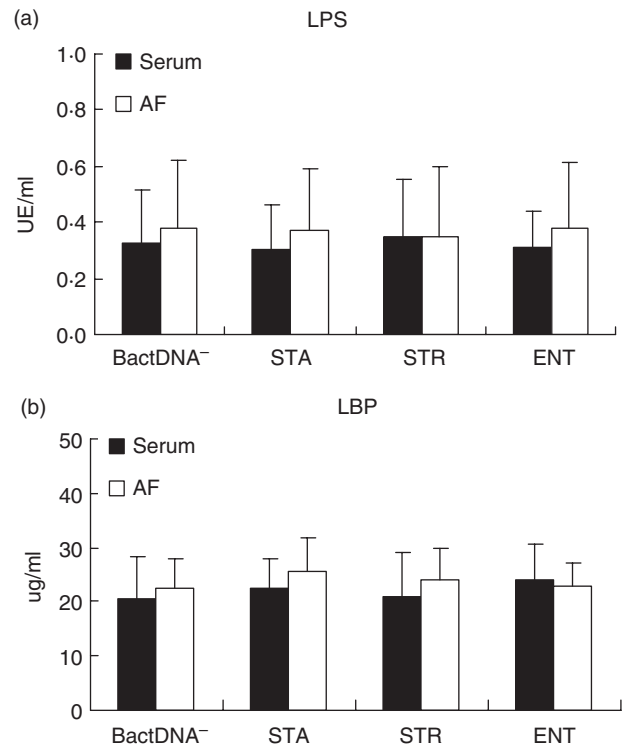 (a)
LPS
1·0
0·8
0·6
0·4
0·2
0·0
UE/ml
Serum
AF
BactDNA⁻ STA STR ENT
(b)
LBP
50
40
30
20
10
0
ug/ml
Serum
AF
BactDNA⁻ STA STR ENT